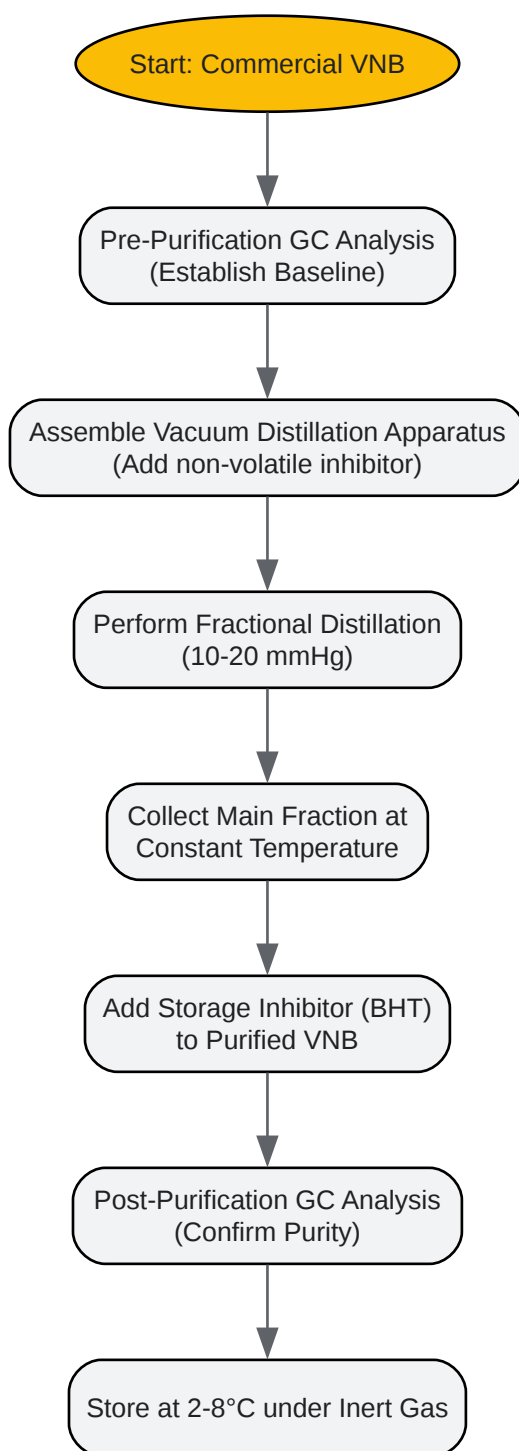 Start: Commercial VNB
Pre-Purification GC Analysis
(Establish Baseline)
Assemble Vacuum Distillation Apparatus
(Add non-volatile inhibitor)
Perform Fractional Distillation
(10-20 mmHg)
Collect Main Fraction at
Constant Temperature
Add Storage Inhibitor (BHT)
to Purified VNB
Post-Purification GC Analysis
(Confirm Purity)
Store at 2-8°C under Inert Gas